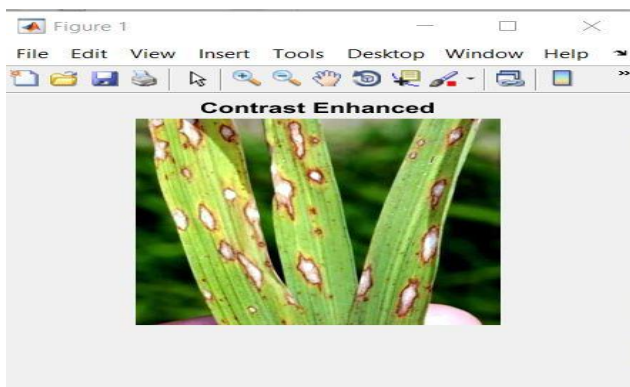 Figure 1
File Edit View Insert Tools Desktop Window Help
Contrast Enhanced